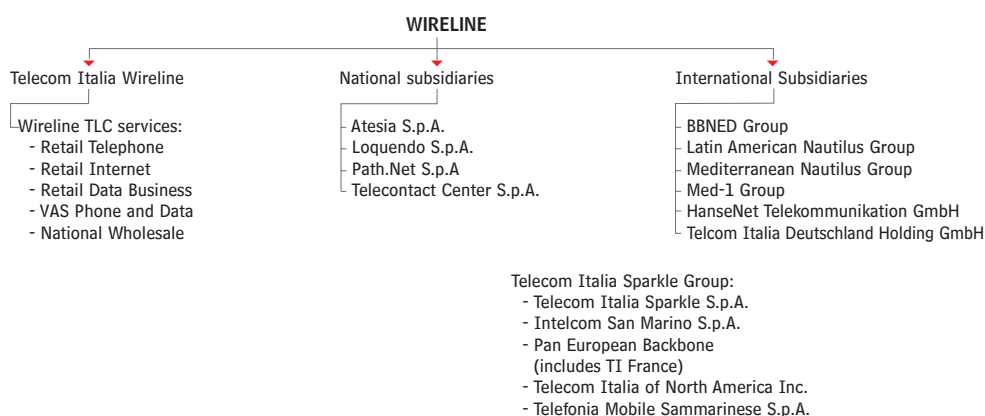 WIRELINE
Telecom Italia Wireline
Wireline TLC services:
- Retail Telephone
- Retail Internet
- Retail Data Business
- VAS Phone and Data
- National Wholesale
National subsidiaries
Atesia S.p.A.
Loquendo S.p.A.
Path.Net S.p.A
Telecontact Center S.p.A.
International Subsidiaries
BBNED Group
Latin American Nautilus Group
Mediterranean Nautilus Group
Med-1 Group
HanseNet Telekommunikation GmbH
Telcom Italia Deutschland Holding GmbH
Telecom Italia Sparkle Group:
- Telecom Italia Sparkle S.p.A.
- Intelcom San Marino S.p.A.
- Pan European Backbone
(includes TI France)
- Telecom Italia of North America Inc.
- Telefonia Mobile Sammarinese S.p.A.